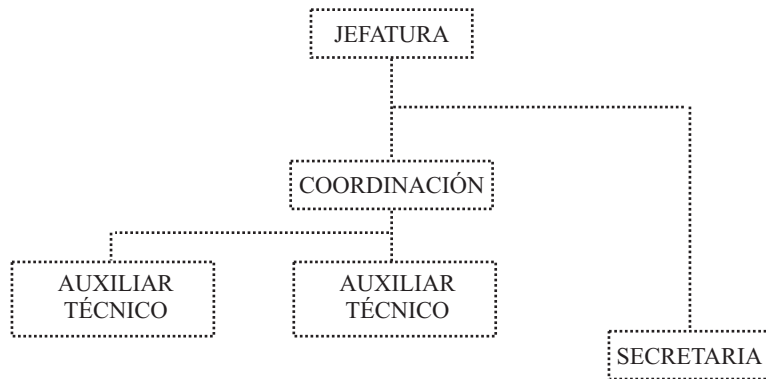 JEFATURA
COORDINACIÓN
AUXILIAR
TÉCNICO
AUXILIAR
TÉCNICO
SECRETARIA